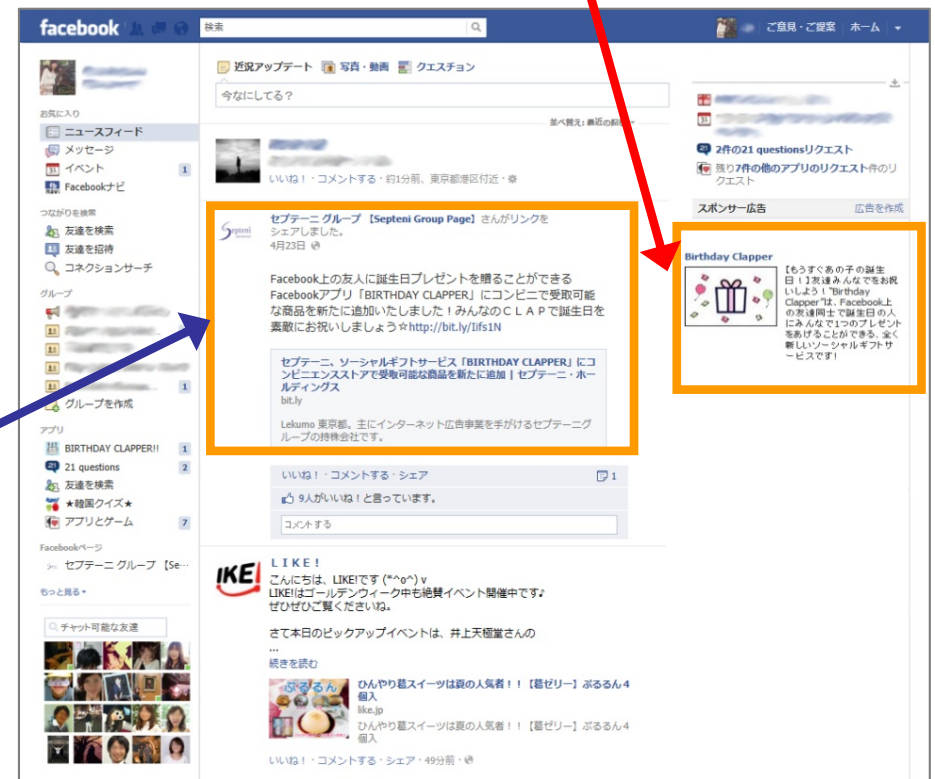 facebook
検索
ご意見・ご提案 ホーム
近況アップデート 写真・動画 クエスチョン
今なにしてる?
並べ替え: 最近の
お気に入り
ニュースフィード
メッセージ
イベント 1
Facebookナビ
つながりを検索
友達を検索
友達を招待
コネクションサーチ
グループ
1
グループを作成
アプリ
BIRTHDAY CLAPPER!! 1
21 questions 2
友達を検索
★韓国クイズ★
アプリとゲーム 7
Facebookページ
セプテーニ グループ 【Se…
もっと見る
チャット可能な友達
いいね!・コメントする・約1分前、東京都港区付近・
Septeni
セプテーニ グループ 【Septeni Group Page】さんがリンクを
シェアしました。
4月23日
Facebook上の友人に誕生日プレゼントを贈ることができる
Facebookアプリ「BIRTHDAY CLAPPER」にコンビニで受取可能
な商品を新たに追加いたしました!みんなのCLAPで誕生日を
素敵にお祝いしましょう☆http://bit.ly/Iifs1N
セプテーニ、ソーシャルギフトサービス「BIRTHDAY CLAPPER」にコ
ンビニエンスストアで受取可能な商品を新たに追加 | セプテーニ・ホー
ルディングス
bit.ly
Lekumo 東京都。主にインターネット広告事業を手がけるセプテーニグ
ループの持株会社です。
いいね!・コメントする・シェア 1
9人がいいね!と言っています。
コメントする
IKE!
LIKE!
こんにちは、LIKE!です (*^o^) v
LIKE!はゴールデンウィーク中も絶賛イベント開催中です♪
ぜひぜひご覧くださいね。
さて本日のピックアップイベントは、井上天極堂さんの
...
続きを読む
ぷるるん
ひんやり葛スイーツは夏の人気者!!【葛ゼリー】ぷるるん4
個入
like.jp
ひんやり葛スイーツは夏の人気者!!【葛ゼリー】ぷるるん4
個入
いいね!・コメントする・シェア・49分前・
31
2件の21 questionsリクエスト
残り7件の他のアプリのリクエスト件のリ
クエスト
スポンサー広告 広告を作成
Birthday Clapper
【もうすぐあの子の誕生
日!】友達みんなでをお祝
いしよう!"Birthday
Clapper"は、Facebook上
の友達同士で誕生日の人
にみんなで1つのプレゼント
をあげることができる、全く
新しいソーシャルギフトサ
ービスです!